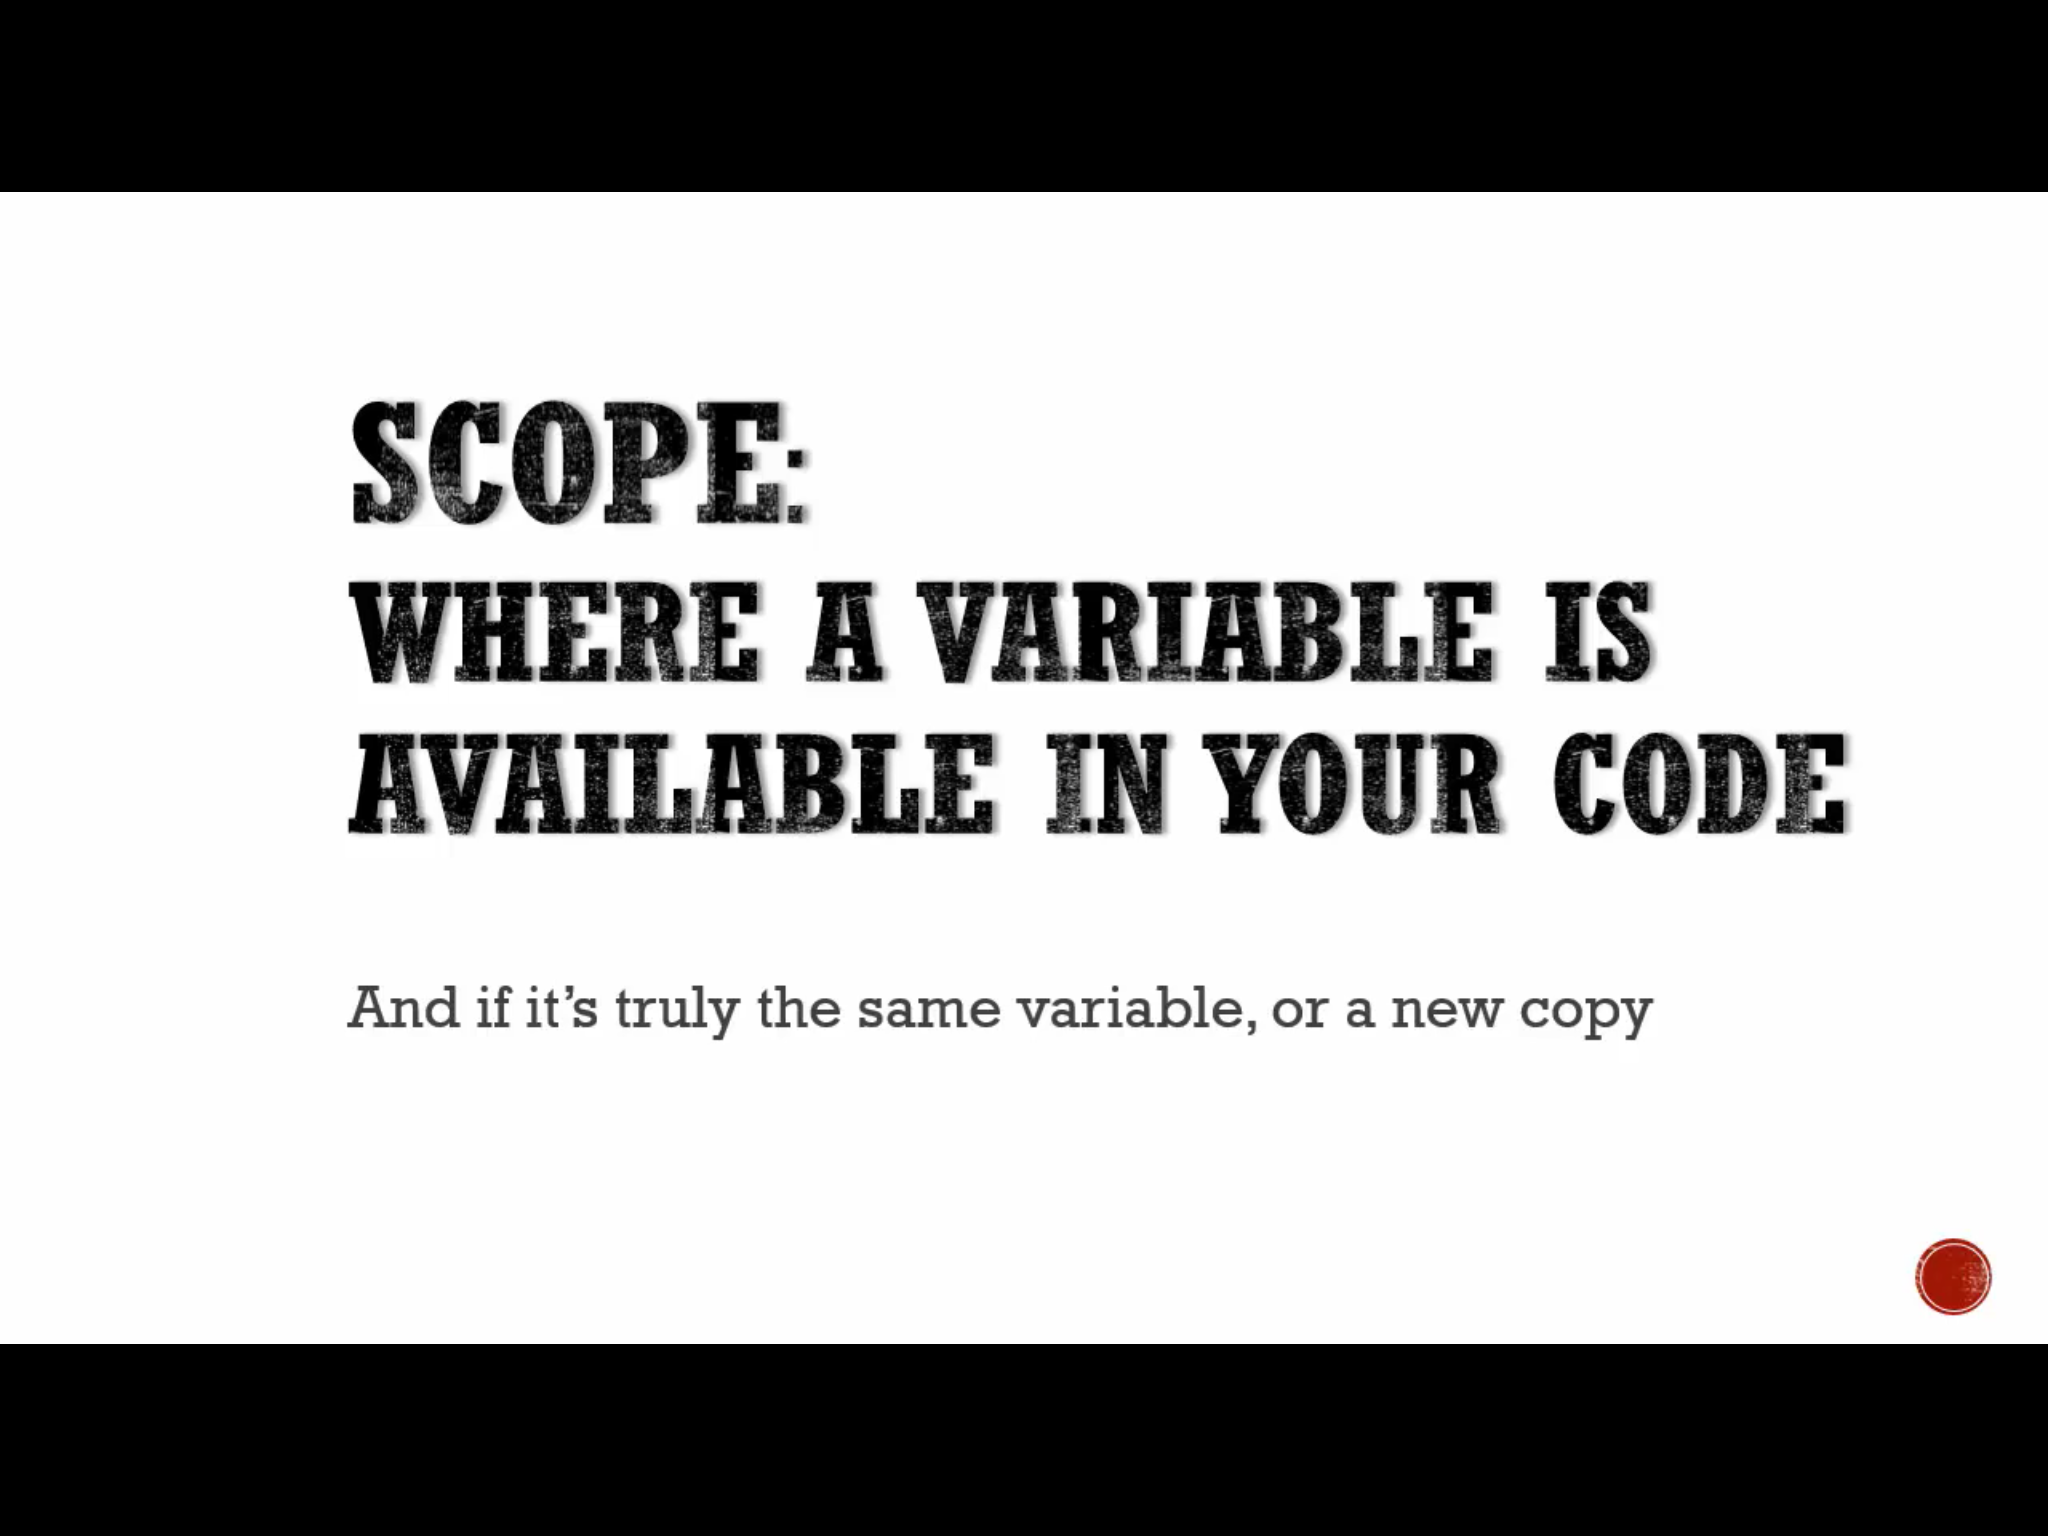 SCOPE:
WHERE A VARIABLE IS
AVAILABLE IN YOUR CODE
And if it’s truly the same variable, or a new copy